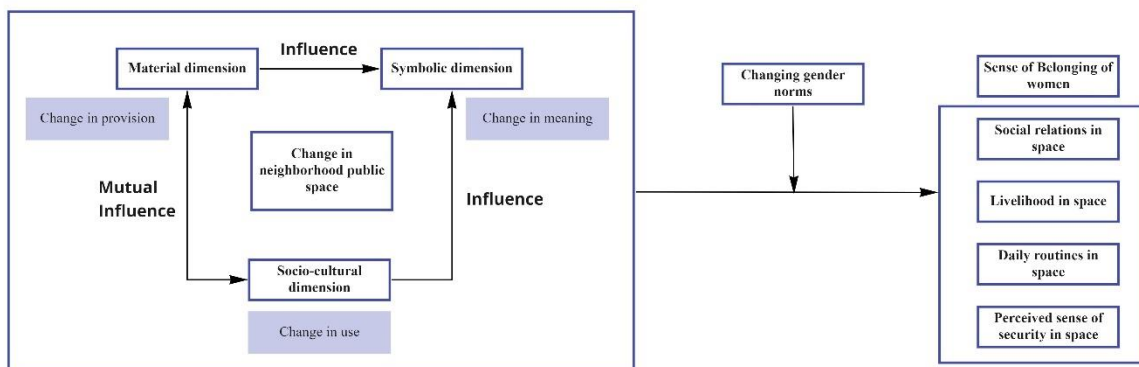 Influence
Material dimension
Symbolic dimension
Change in provision
Change in meaning
Change in
neighborhood public
space
Mutual
Influence
Influence
Socio-cultural
dimension
Change in use
Changing gender
norms
Sense of Belonging of
women
Social relations in
space
Livelihood in space
Daily routines in
space
Perceived sense of
security in space